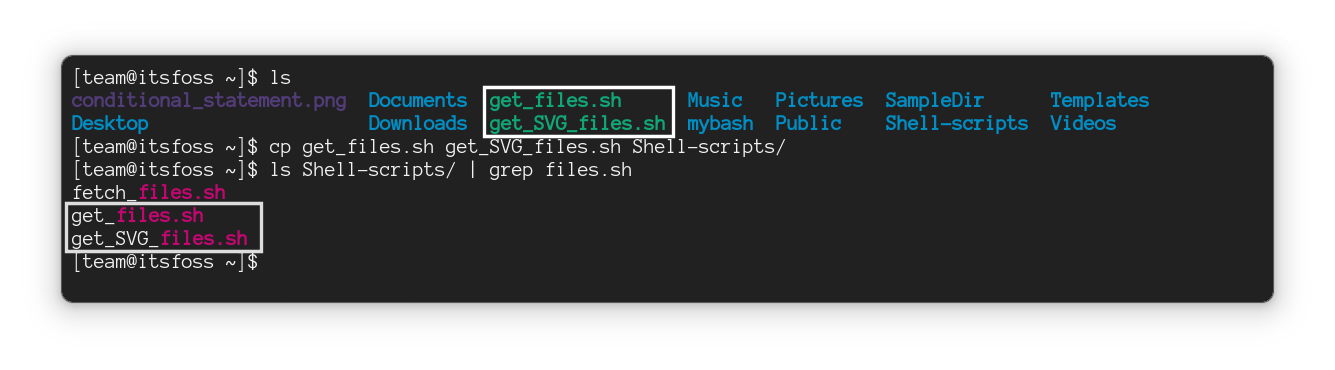 [team@itsfoss ~]$ ls
conditional_statement.png  Documents  get_files.sh      Music   Pictures  SampleDir      Templates
Desktop                    Downloads  get_SVG_files.sh  mybash  Public    Shell-scripts  Videos
[team@itsfoss ~]$ cp get_files.sh get_SVG_files.sh Shell-scripts/
[team@itsfoss ~]$ ls Shell-scripts/ | grep files.sh
fetch_files.sh
get_files.sh
get_SVG_files.sh
[team@itsfoss ~]$